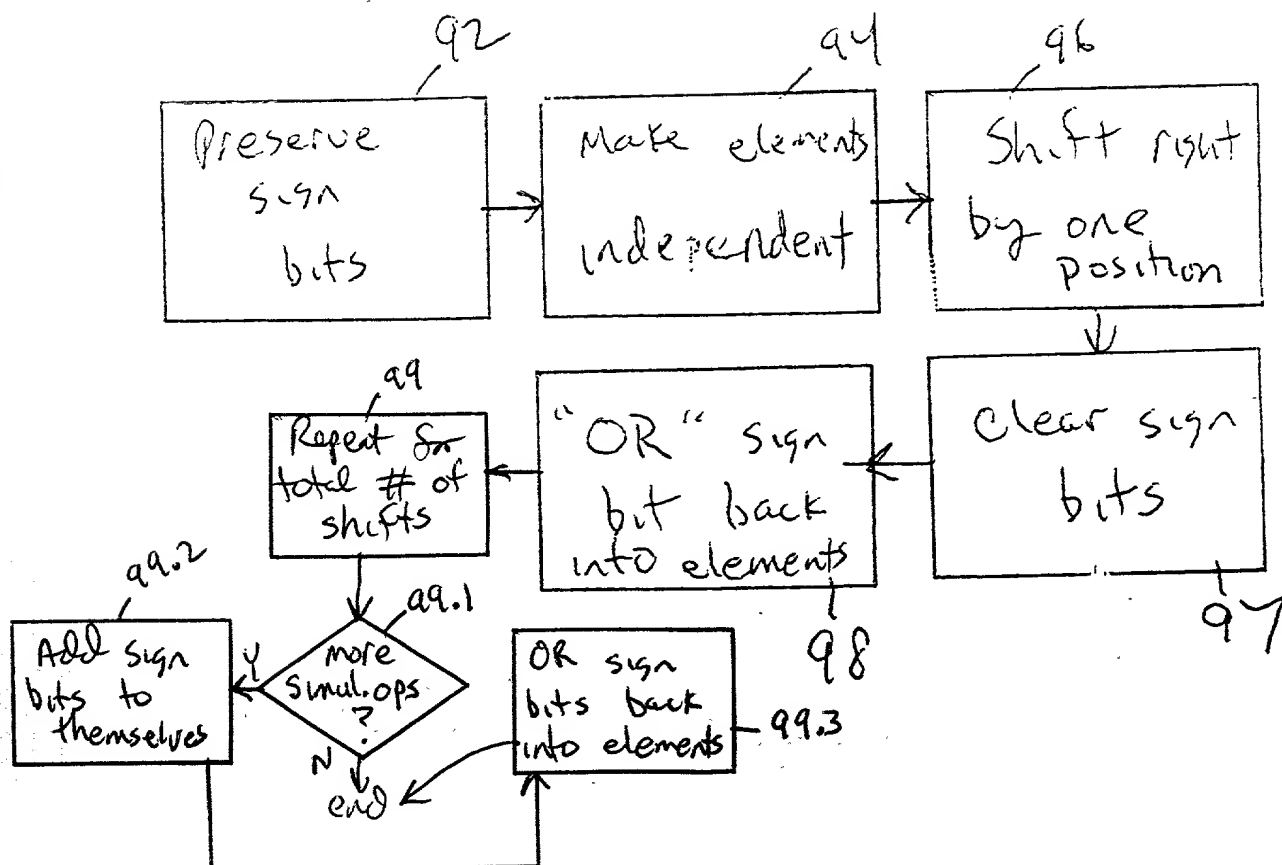 92
Preserve
sign
bits
94
Make elements
independent
96
Shift right
by one
position
97
Clear sign
bits
98
"OR" sign
bit back
into elements
99
Repeat for
total # of
shifts
99.1
more
simul.ops
?
Y
N
end
99.2
Add sign
bits to
themselves
99.3
OR sign
bits back
into elements